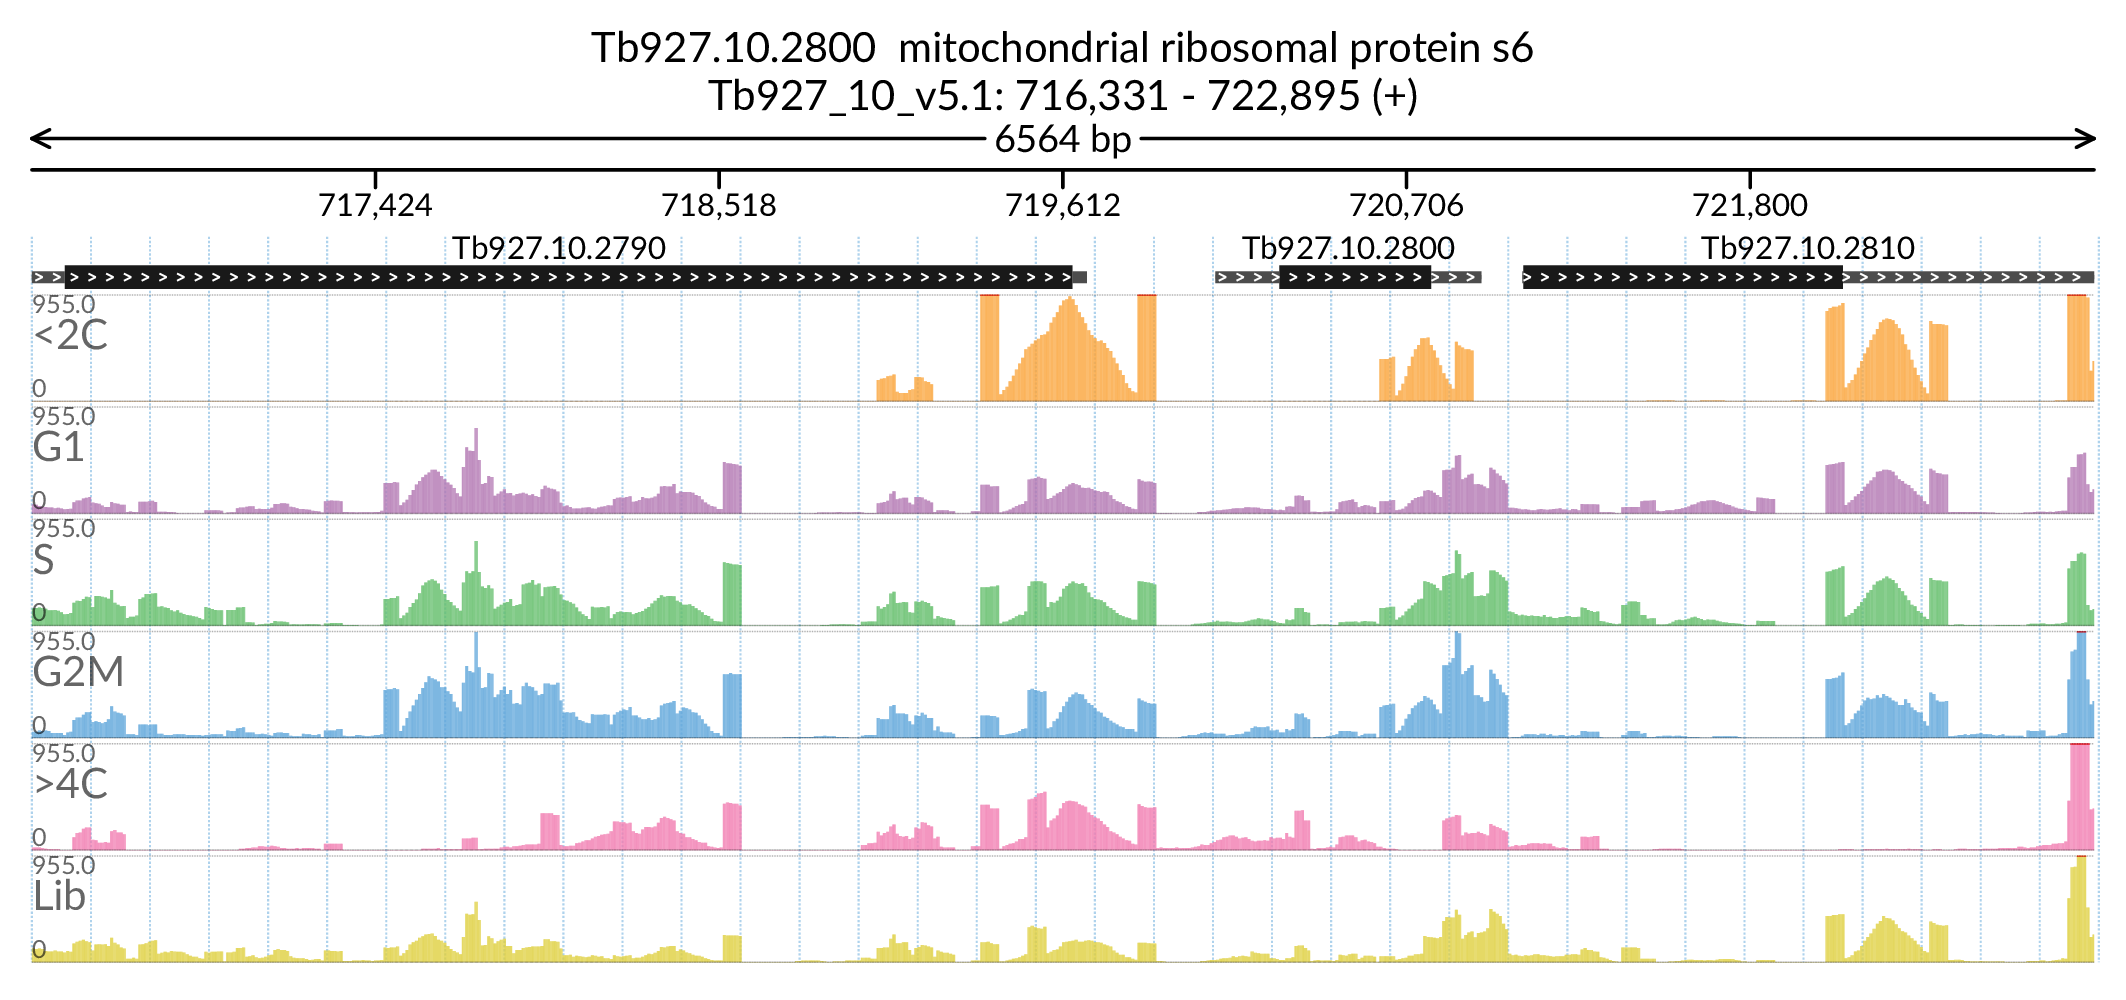 Tb927.10.2800  mitochondrial ribosomal protein s6
Tb927_10_v5.1: 716,331 - 722,895 (+)
6564 bp
717,424 718,518 719,612 720,706 721,800
Tb927.10.2790 Tb927.10.2800 Tb927.10.2810
955.0
<2C
0
955.0
G1
0
955.0
S
0
955.0
G2M
0
955.0
>4C
0
955.0
Lib
0